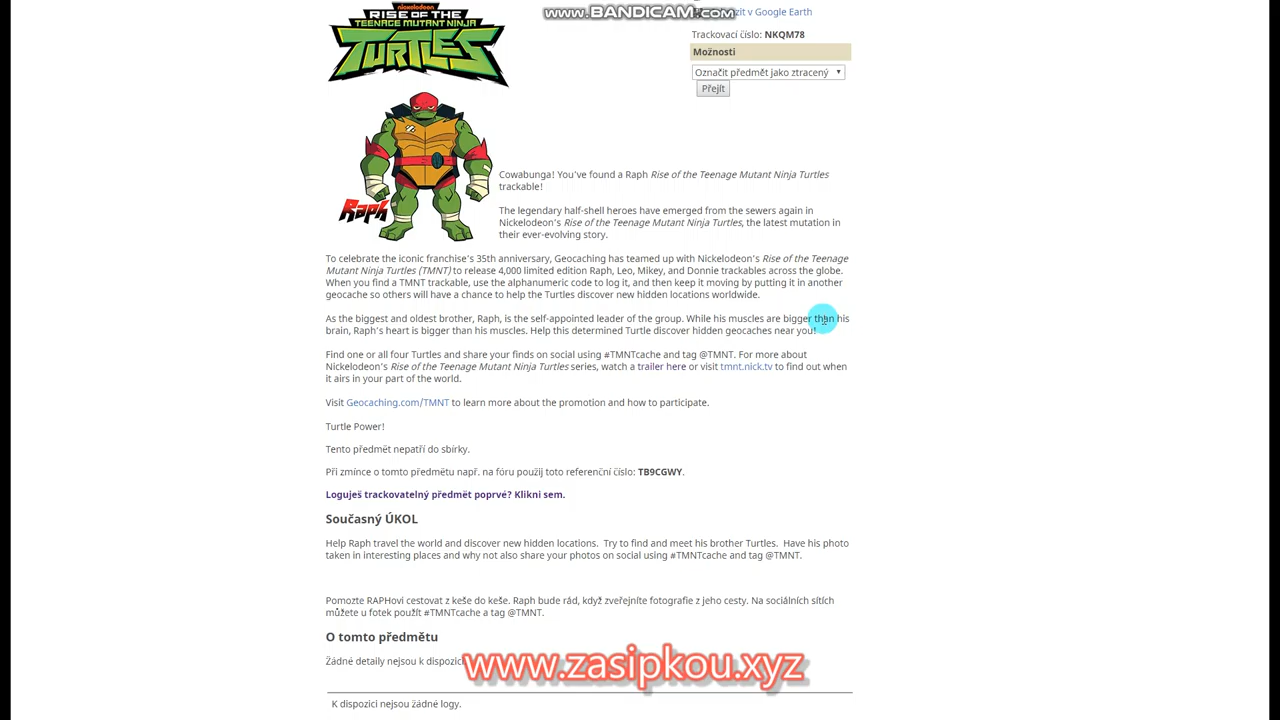 www.BANDICAM.com
zit v Google Earth
nickelodeon
RISE OF THE
TEENAGE MUTANT NINJA
TURTLES
Trackovací číslo: NKQM78
Možnosti
Označit předmět jako ztracený
Přejít
Raph
Cowabunga! You've found a Raph Rise of the Teenage Mutant Ninja Turtles
trackable!
The legendary half-shell heroes have emerged from the sewers again in
Nickelodeon's Rise of the Teenage Mutant Ninja Turtles, the latest mutation in
their ever-evolving story.
To celebrate the iconic franchise's 35th anniversary, Geocaching has teamed up with Nickelodeon's Rise of the Teenage
Mutant Ninja Turtles (TMNT) to release 4,000 limited edition Raph, Leo, Mikey, and Donnie trackables across the globe.
When you find a TMNT trackable, use the alphanumeric code to log it, and then keep it moving by putting it in another
geocache so others will have a chance to help the Turtles discover new hidden locations worldwide.
As the biggest and oldest brother, Raph, is the self-appointed leader of the group. While his muscles are bigger than his
brain, Raph's heart is bigger than his muscles. Help this determined Turtle discover hidden geocaches near you!
Find one or all four Turtles and share your finds on social using #TMNTcache and tag @TMNT. For more about
Nickelodeon's Rise of the Teenage Mutant Ninja Turtles series, watch a trailer here or visit tmnt.nick.tv to find out when
it airs in your part of the world.
Visit Geocaching.com/TMNT to learn more about the promotion and how to participate.
Turtle Power!
Tento předmět nepatří do sbírky.
Při zmínce o tomto předmětu např. na fóru použij toto referenční číslo: TB9CGWY.
Loguješ trackovatelný předmět poprvé? Klikni sem.
Současný ÚKOL
Help Raph travel the world and discover new hidden locations. Try to find and meet his brother Turtles. Have his photo
taken in interesting places and why not also share your photos on social using #TMNTcache and tag @TMNT.
Pomozte RAPHovi cestovat z keše do keše. Raph bude rád, když zveřejníte fotografie z jeho cesty. Na sociálních sítích
můžete u fotek použít #TMNTcache a tag @TMNT.
O tomto předmětu
Žádné detaily nejsou k dispozici
www.zasipkou.xyz
K dispozici nejsou žádné logy.